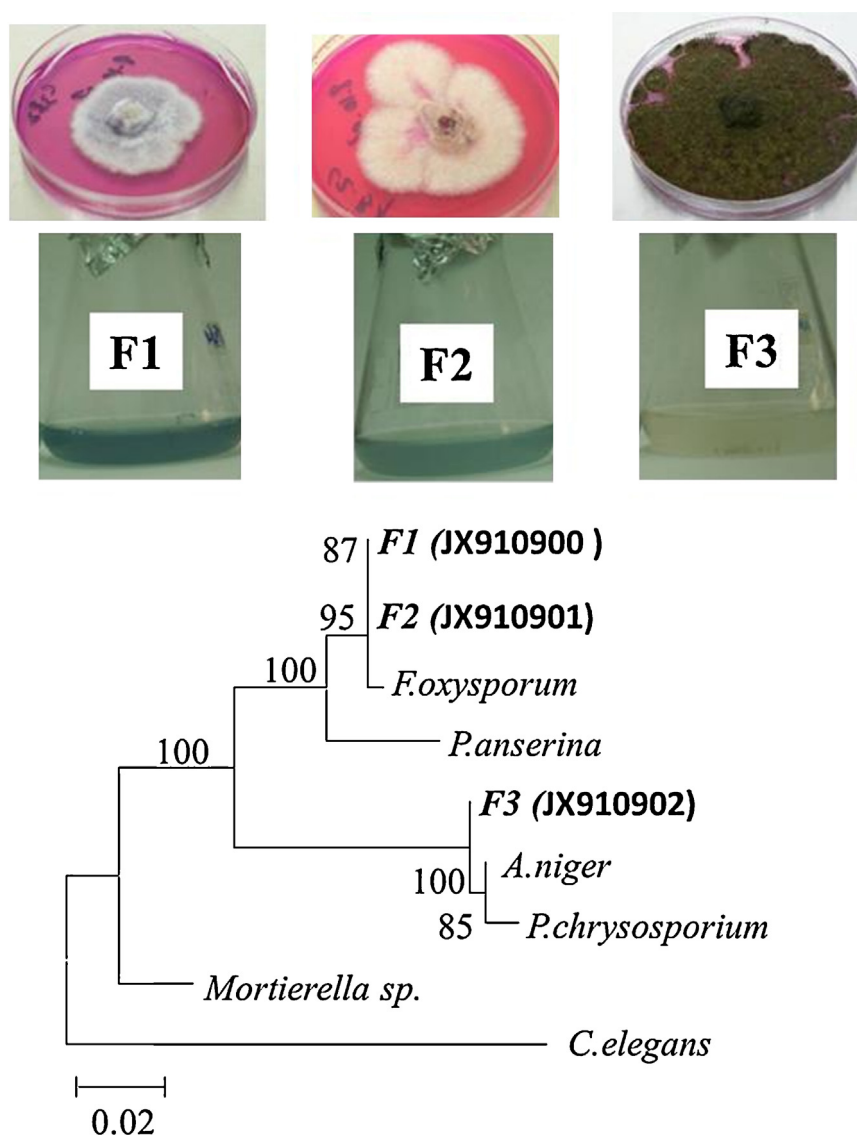 F1
F2
F3
87
F1 (JX910900 )
95
F2 (JX910901)
100
F.oxysporum
P.anserina
100
F3 (JX910902)
A.niger
100
85
P.chrysosporium
Mortierella sp.
C.elegans
0.02